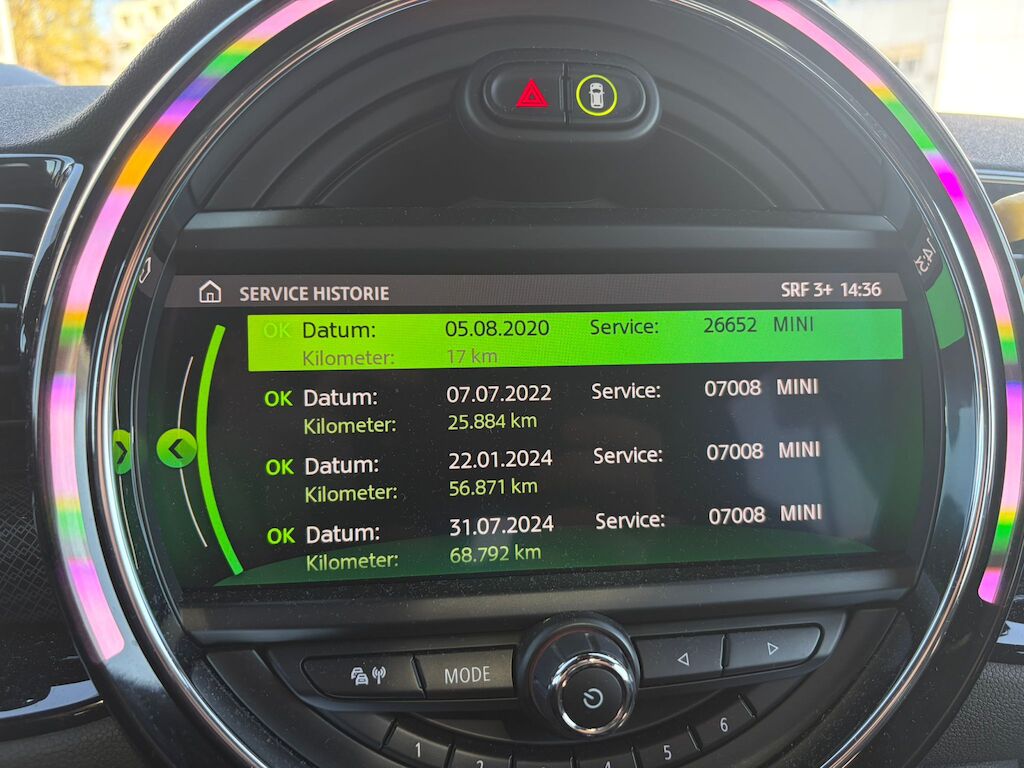 SERVICE HISTORIE SRF 3+ 14:36
OK Datum: 05.08.2020 Service: 26652 MINI
Kilometer: 17 km
OK Datum: 07.07.2022 Service: 07008 MINI
Kilometer: 25.884 km
OK Datum: 22.01.2024 Service: 07008 MINI
Kilometer: 56.871 km
OK Datum: 31.07.2024 Service: 07008 MINI
Kilometer: 68.792 km
MODE
1 2 4 5 6